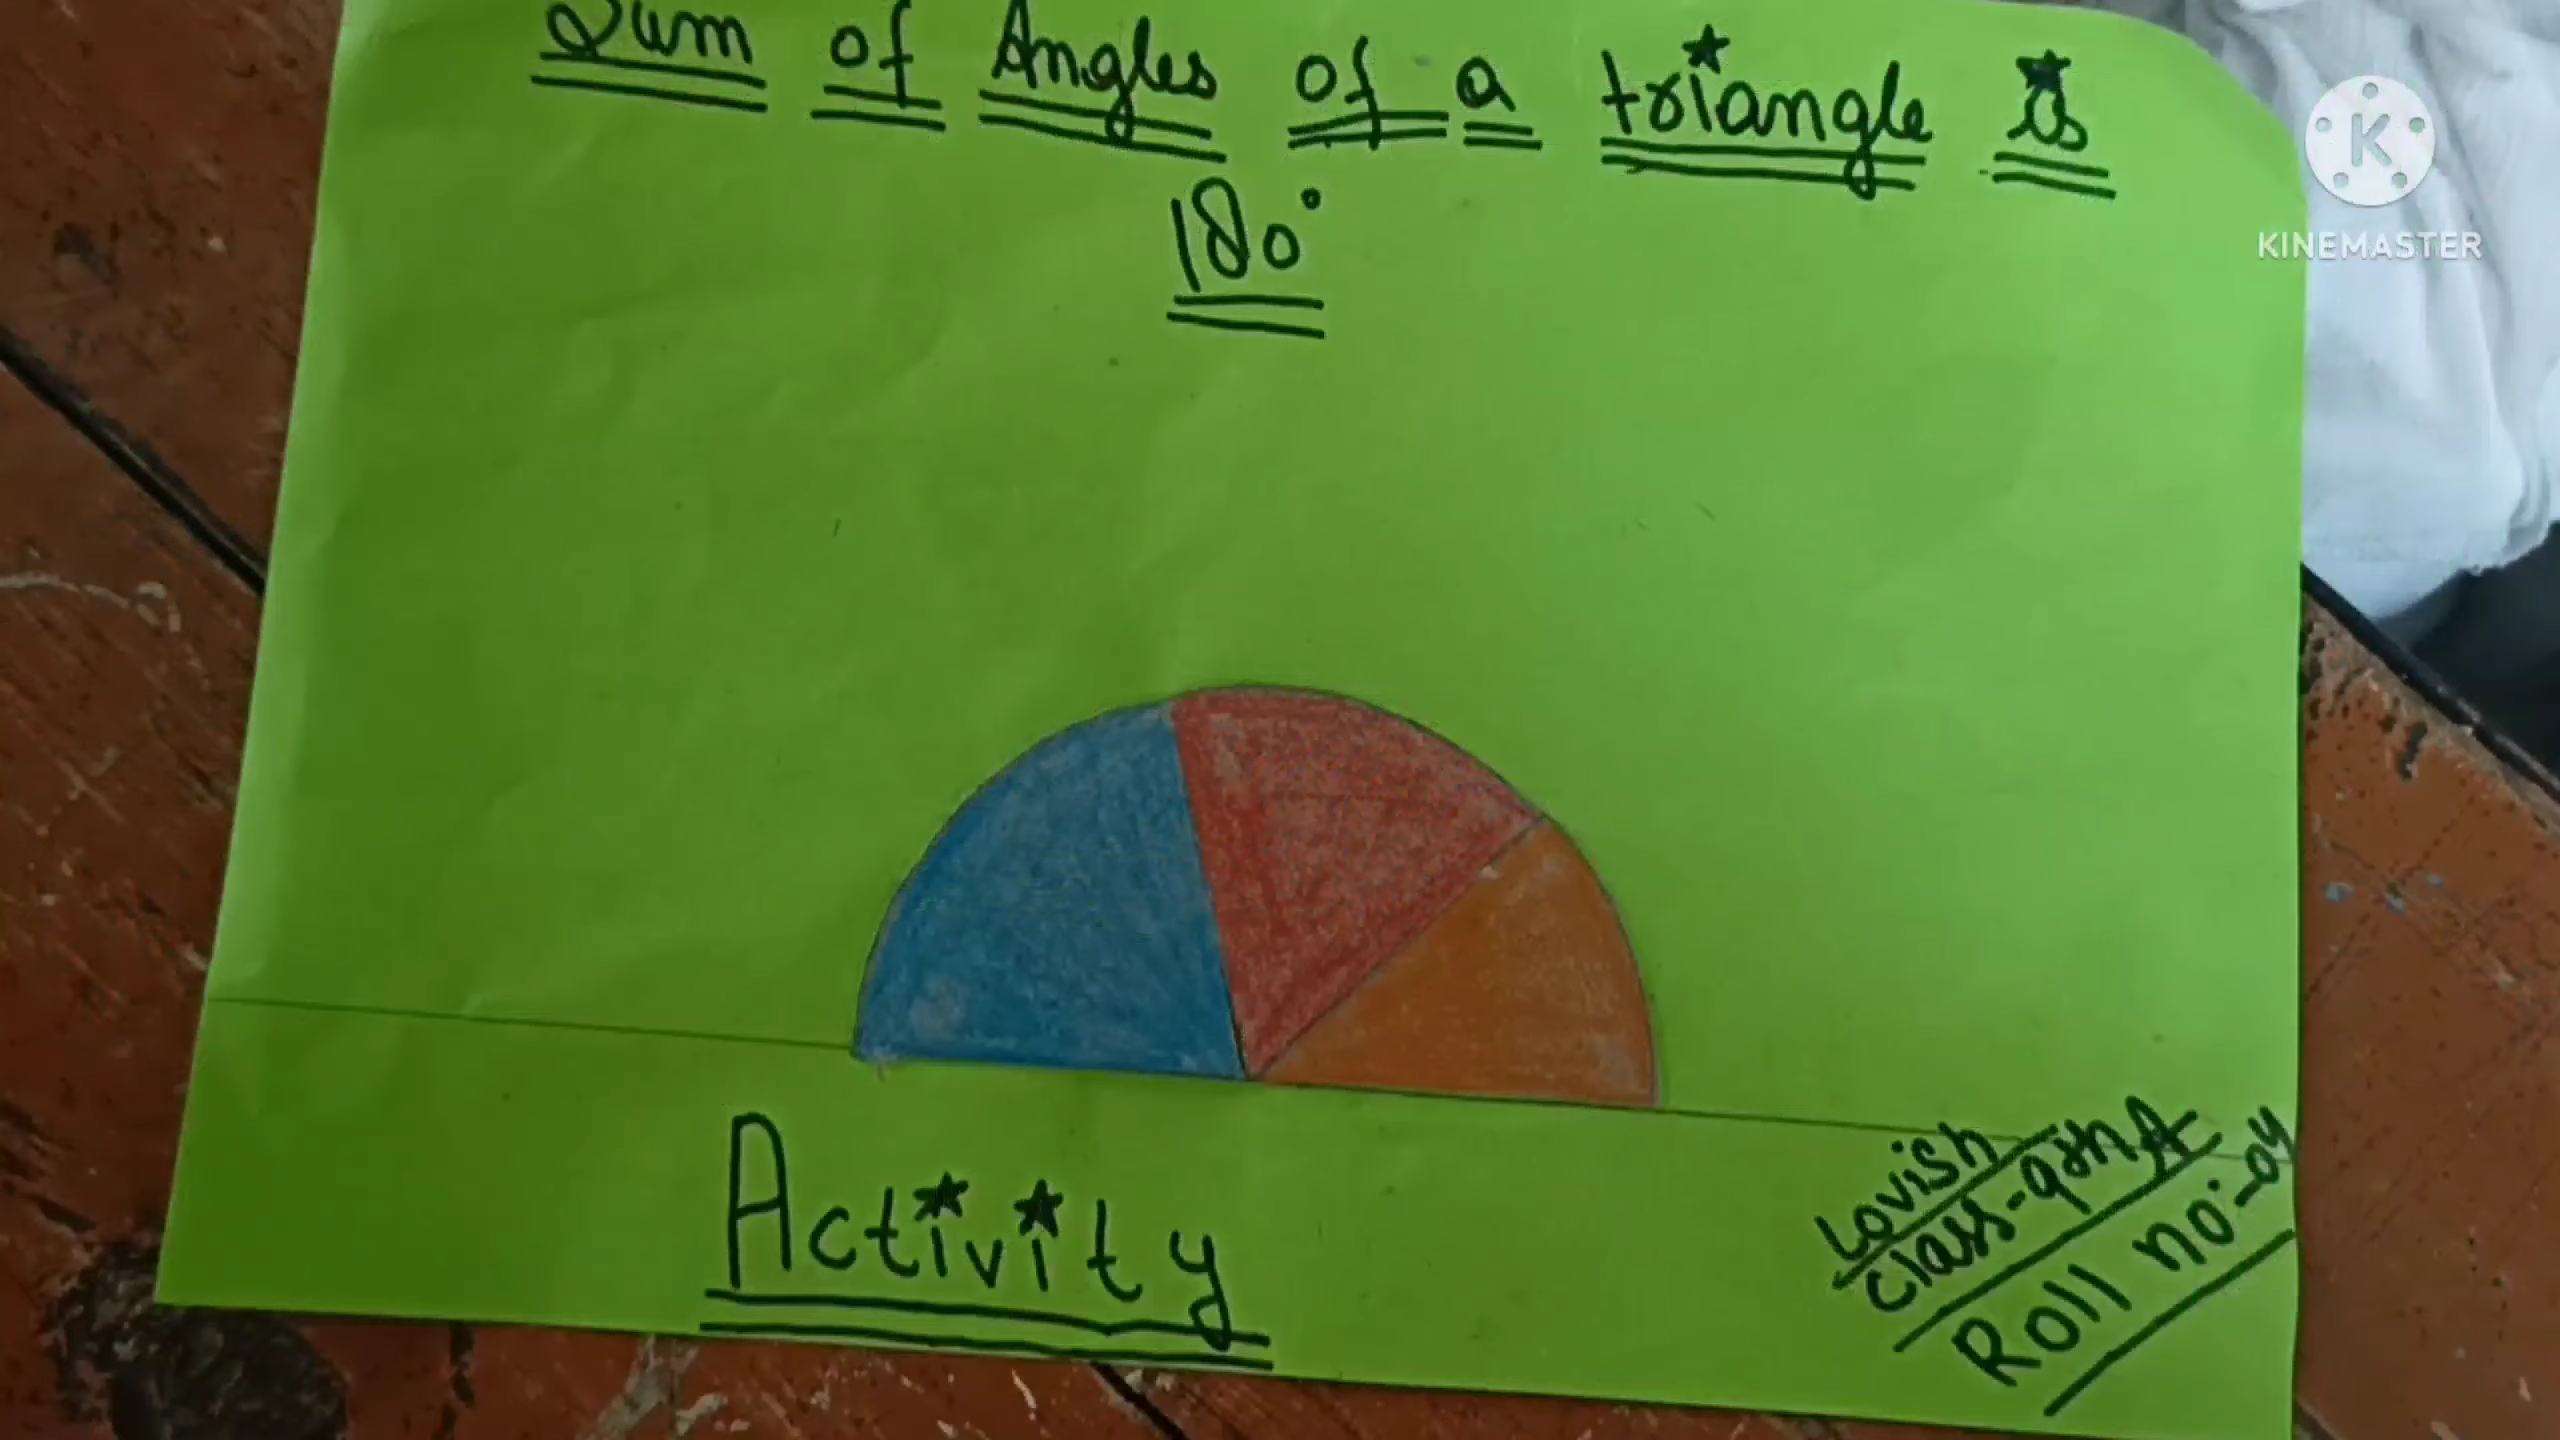 Sum of Angles of a triangle is
180°
KINEMASTER
Activity
Lovish
class-9th A
Roll no:-04